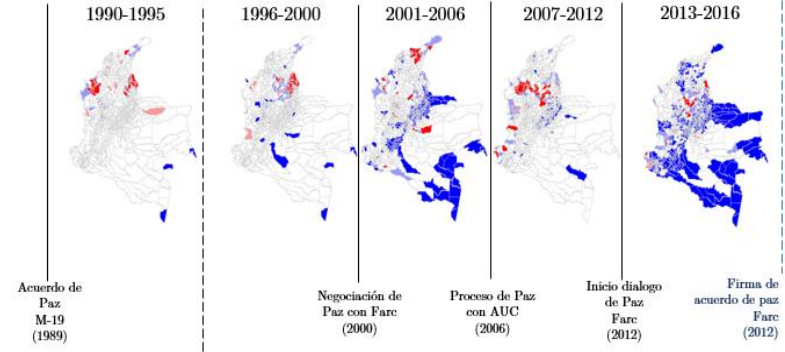 1990-1995
1996-2000
2001-2006
2007-2012
2013-2016
Acuerdo de
Paz
M-19
(1989)
Negociación de
Paz con Farc
(2000)
Proceso de Paz
con AUC
(2006)
Inicio dialogo
de Paz
Farc
(2012)
Firma de
acuerdo de paz
Farc
(2012)